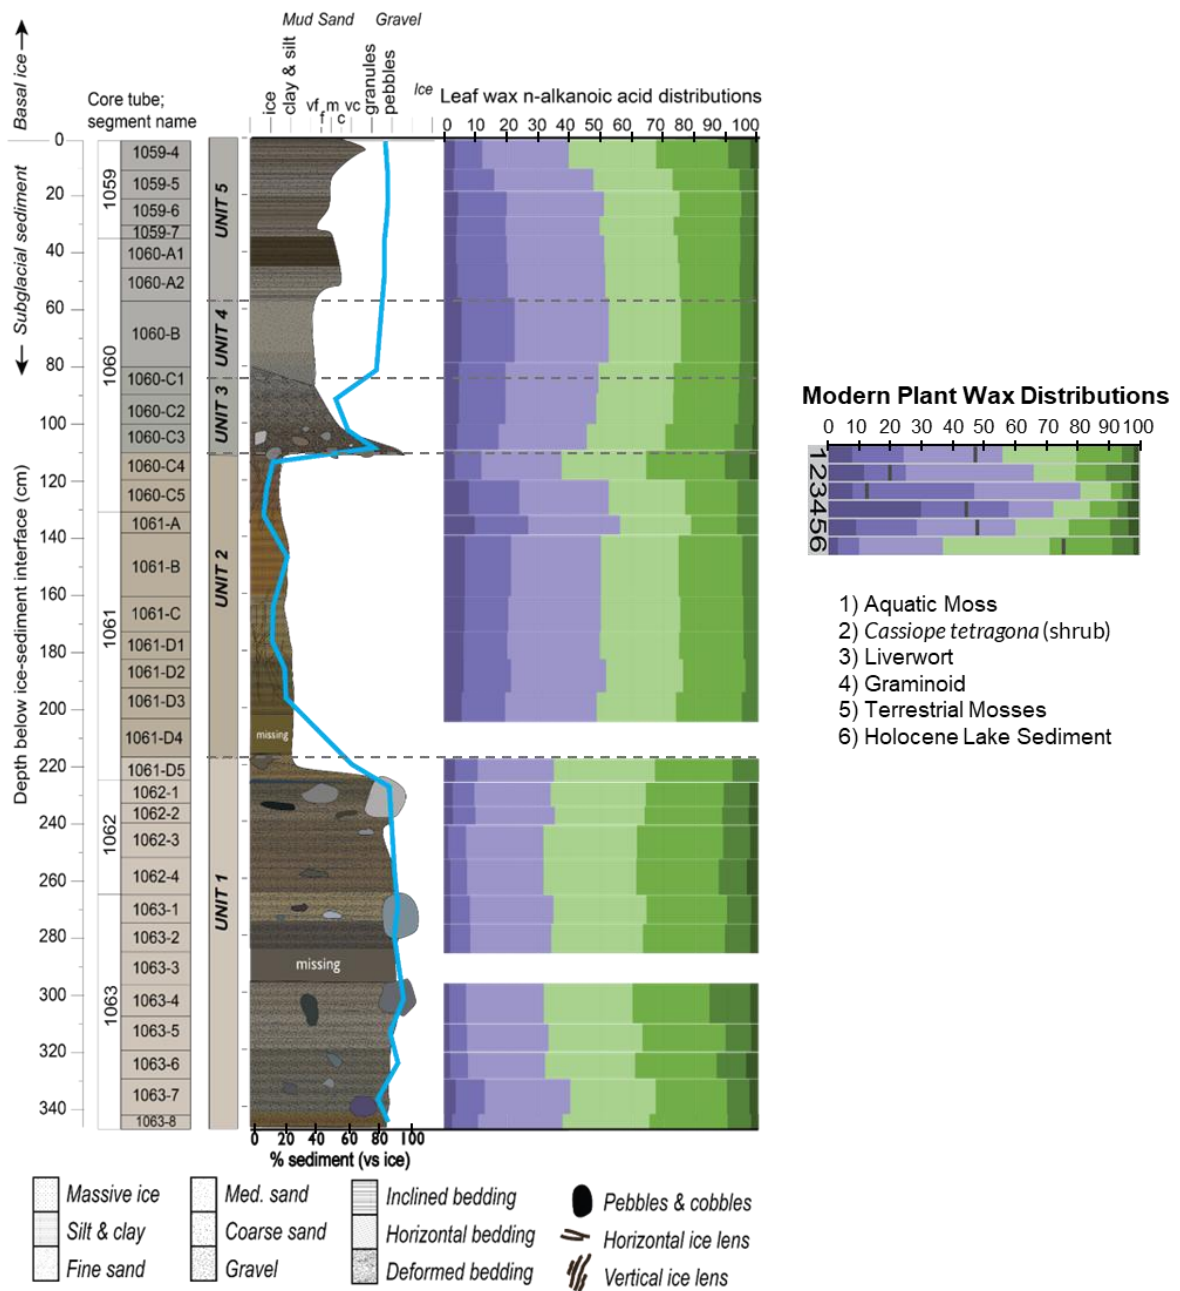 Mud Sand Gravel
Basal ice
Core tube;
segment name
ice
clay & silt
vf f m c vc
granules
pebbles
Ice
Leaf wax n-alkanoic acid distributions
0 10 20 30 40 50 60 70 80 90 100
Subglacial sediment
Depth below ice-sediment interface (cm)
0
20
40
60
80
100
120
140
160
180
200
220
240
260
280
300
320
340
1059
1060
1061
1062
1063
1059-4
1059-5
1059-6
1059-7
1060-A1
1060-A2
1060-B
1060-C1
1060-C2
1060-C3
1060-C4
1060-C5
1061-A
1061-B
1061-C
1061-D1
1061-D2
1061-D3
1061-D4
1061-D5
1062-1
1062-2
1062-3
1062-4
1063-1
1063-2
1063-3
1063-4
1063-5
1063-6
1063-7
1063-8
UNIT 5
UNIT 4
UNIT 3
UNIT 2
UNIT 1
missing
missing
0 20 40 60 80 100
% sediment (vs ice)
Modern Plant Wax Distributions
0 10 20 30 40 50 60 70 80 90 100
1
2
3
4
5
6
1) Aquatic Moss
2) Cassiope tetragona (shrub)
3) Liverwort
4) Graminoid
5) Terrestrial Mosses
6) Holocene Lake Sediment
Massive ice
Silt & clay
Fine sand
Med. sand
Coarse sand
Gravel
Inclined bedding
Horizontal bedding
Deformed bedding
Pebbles & cobbles
Horizontal ice lens
Vertical ice lens